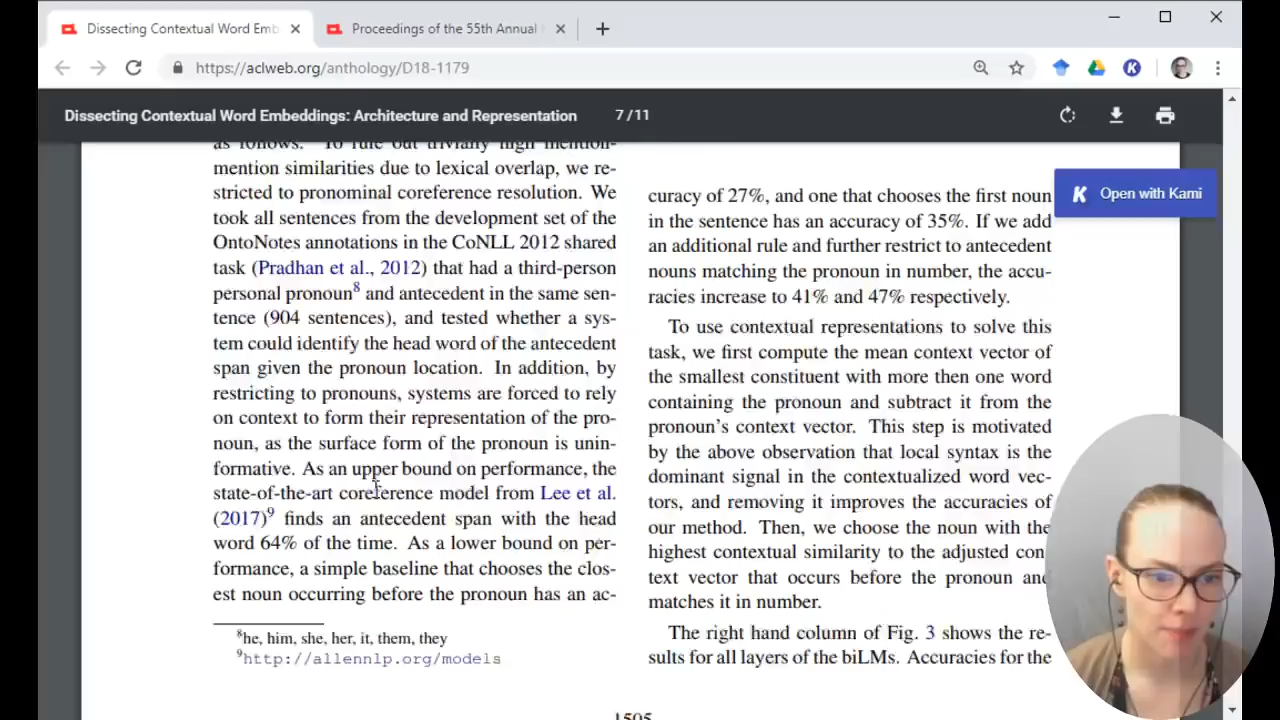 Dissecting Contextual Word Emb
Proceedings of the 55th Annual
https://aclweb.org/anthology/D18-1179
Dissecting Contextual Word Embeddings: Architecture and Representation
7 / 11
Open with Kami
as follows. To rule out trivially high mention-
mention similarities due to lexical overlap, we re-
stricted to pronominal coreference resolution. We
took all sentences from the development set of the
OntoNotes annotations in the CoNLL 2012 shared
task (Pradhan et al., 2012) that had a third-person
personal pronoun8 and antecedent in the same sen-
tence (904 sentences), and tested whether a sys-
tem could identify the head word of the antecedent
span given the pronoun location. In addition, by
restricting to pronouns, systems are forced to rely
on context to form their representation of the pro-
noun, as the surface form of the pronoun is unin-
formative. As an upper bound on performance, the
state-of-the-art coreference model from Lee et al.
(2017)9 finds an antecedent span with the head
word 64% of the time. As a lower bound on per-
formance, a simple baseline that chooses the clos-
est noun occurring before the pronoun has an ac-
8he, him, she, her, it, them, they
9http://allennlp.org/models
curacy of 27%, and one that chooses the first noun
in the sentence has an accuracy of 35%. If we add
an additional rule and further restrict to antecedent
nouns matching the pronoun in number, the accu-
racies increase to 41% and 47% respectively.
To use contextual representations to solve this
task, we first compute the mean context vector of
the smallest constituent with more then one word
containing the pronoun and subtract it from the
pronoun's context vector. This step is motivated
by the above observation that local syntax is the
dominant signal in the contextualized word vec-
tors, and removing it improves the accuracies of
our method. Then, we choose the noun with the
highest contextual similarity to the adjusted con
text vector that occurs before the pronoun and
matches it in number.
The right hand column of Fig. 3 shows the re-
sults for all layers of the biLMs. Accuracies for the
1505